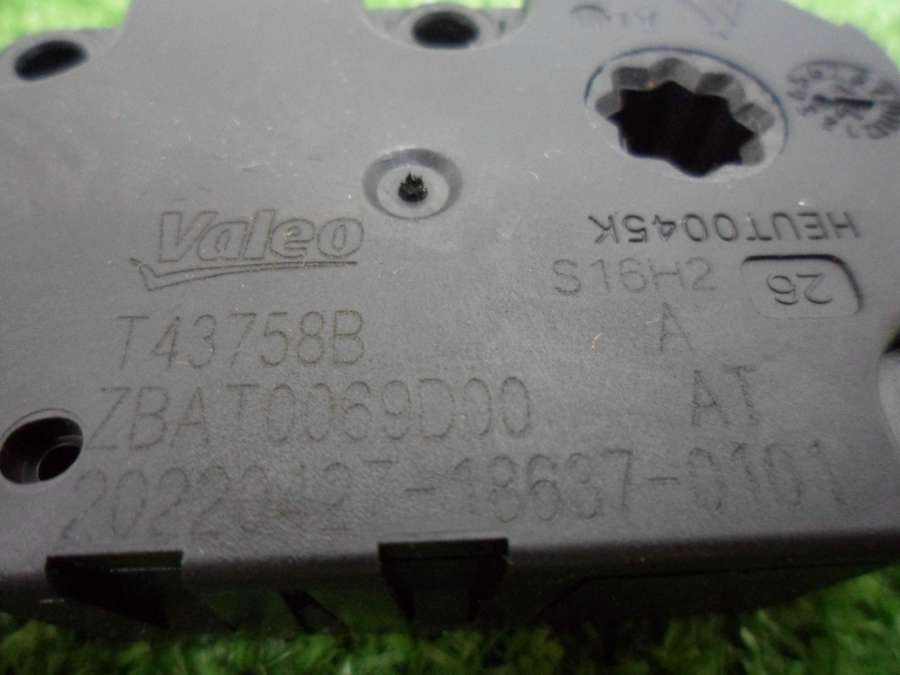 Valeo
HEUT0045K
S16H2
26
T43758B
A
ZBAT0069D00
AT
20220427-18637-0101